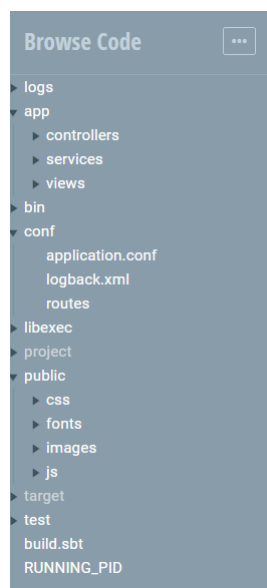 Browse Code
logs
app
controllers
services
views
bin
conf
application.conf
logback.xml
routes
libexec
project
public
css
fonts
images
js
target
test
build.sbt
RUNNING_PID